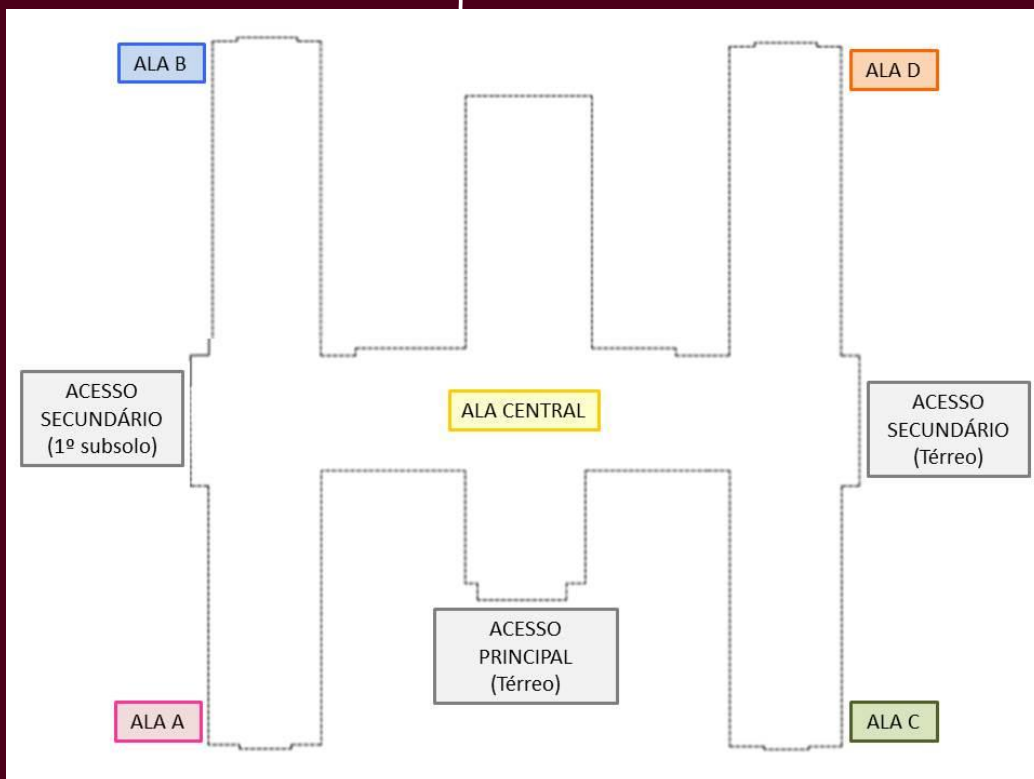 ALA B
ALA D
ACESSO
SECUNDÁRIO
(1º subsolo)
ALA CENTRAL
ACESSO
SECUNDÁRIO
(Térreo)
ACESSO
PRINCIPAL
(Térreo)
ALA A
ALA C